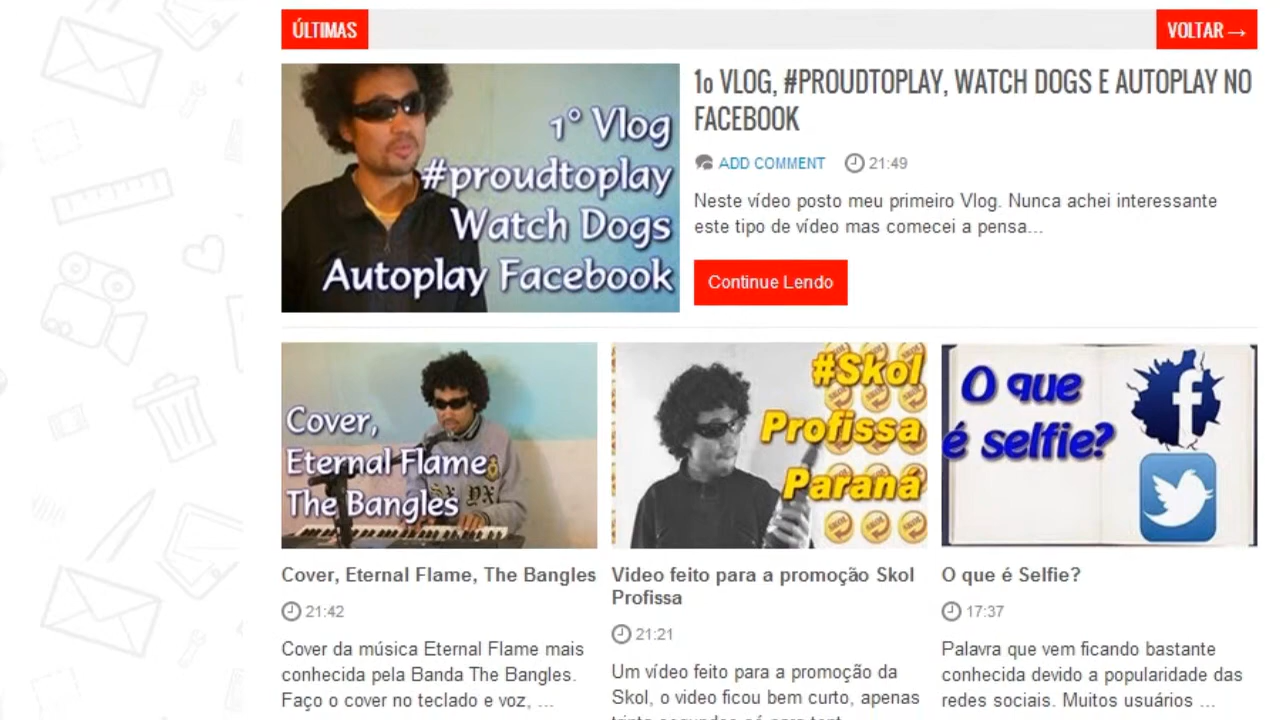 ÚLTIMAS
VOLTAR →
1º Vlog
#proudtoplay
Watch Dogs
Autoplay Facebook
1o VLOG, #PROUDTOPLAY, WATCH DOGS E AUTOPLAY NO
FACEBOOK
ADD COMMENT 21:49
Neste vídeo posto meu primeiro Vlog. Nunca achei interessante
este tipo de vídeo mas comecei a pensa...
Continue Lendo
Cover,
Eternal Flame
The Bangles
Cover, Eternal Flame, The Bangles
21:42
Cover da música Eternal Flame mais
conhecida pela Banda The Bangles.
Faço o cover no teclado e voz, ...
#Skol
Profissa
Paraná
SKOL SKOL SKOL
Video feito para a promoção Skol
Profissa
21:21
Um vídeo feito para a promoção da
Skol, o video ficou bem curto, apenas
O que
é selfie?
O que é Selfie?
17:37
Palavra que vem ficando bastante
conhecida devido a popularidade das
redes sociais. Muitos usuários ...